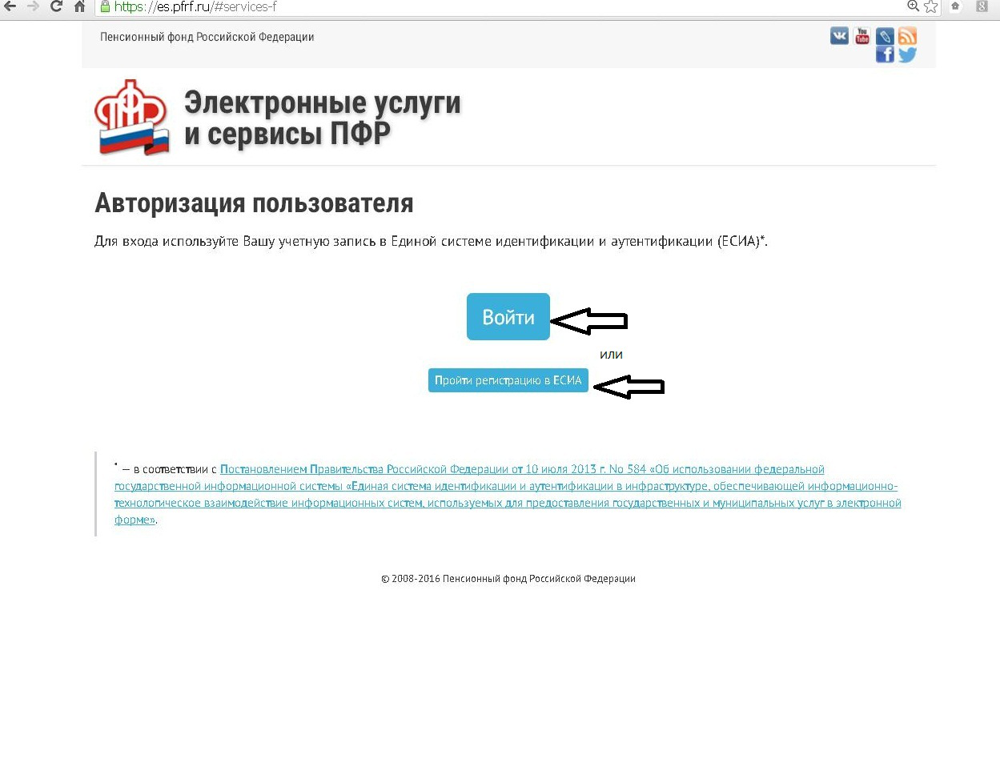 https://es.pfrf.ru/#services-f
Пенсионный фонд Российской Федерации
You
Tube
Электронные услуги
и сервисы ПФР
Авторизация пользователя
Для входа используйте Вашу учетную запись в Единой системе идентификации и аутентификации (ЕСИА)*.
Войти
или
Пройти регистрацию в ЕСИА
* — в соответствии с Постановлением Правительства Российской Федерации от 10 июля 2013 г. No 584 «Об использовании федеральной
государственной информационной системы «Единая система идентификации и аутентификации в инфраструктуре, обеспечивающей информационно-
технологическое взаимодействие информационных систем, используемых для предоставления государственных и муниципальных услуг в электронной
форме».
© 2008-2016 Пенсионный фонд Российской Федерации